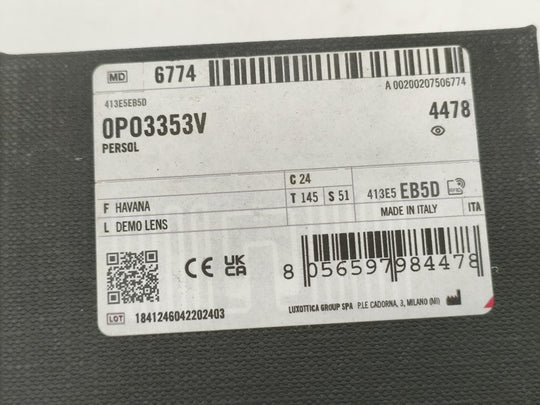 MD 6774
A 00200207506774
413E5EB5D
0PO3353V 4478
PERSOL
C 24
T 145 S 51 413E5 EB5D RFID
F HAVANA MADE IN ITALY ITA
L DEMO LENS
CE UK CA
8 056597 984478
LUXOTTICA GROUP SPA P.LE CADORNA, 3, MILANO (MI)
LOT 1841246042202403